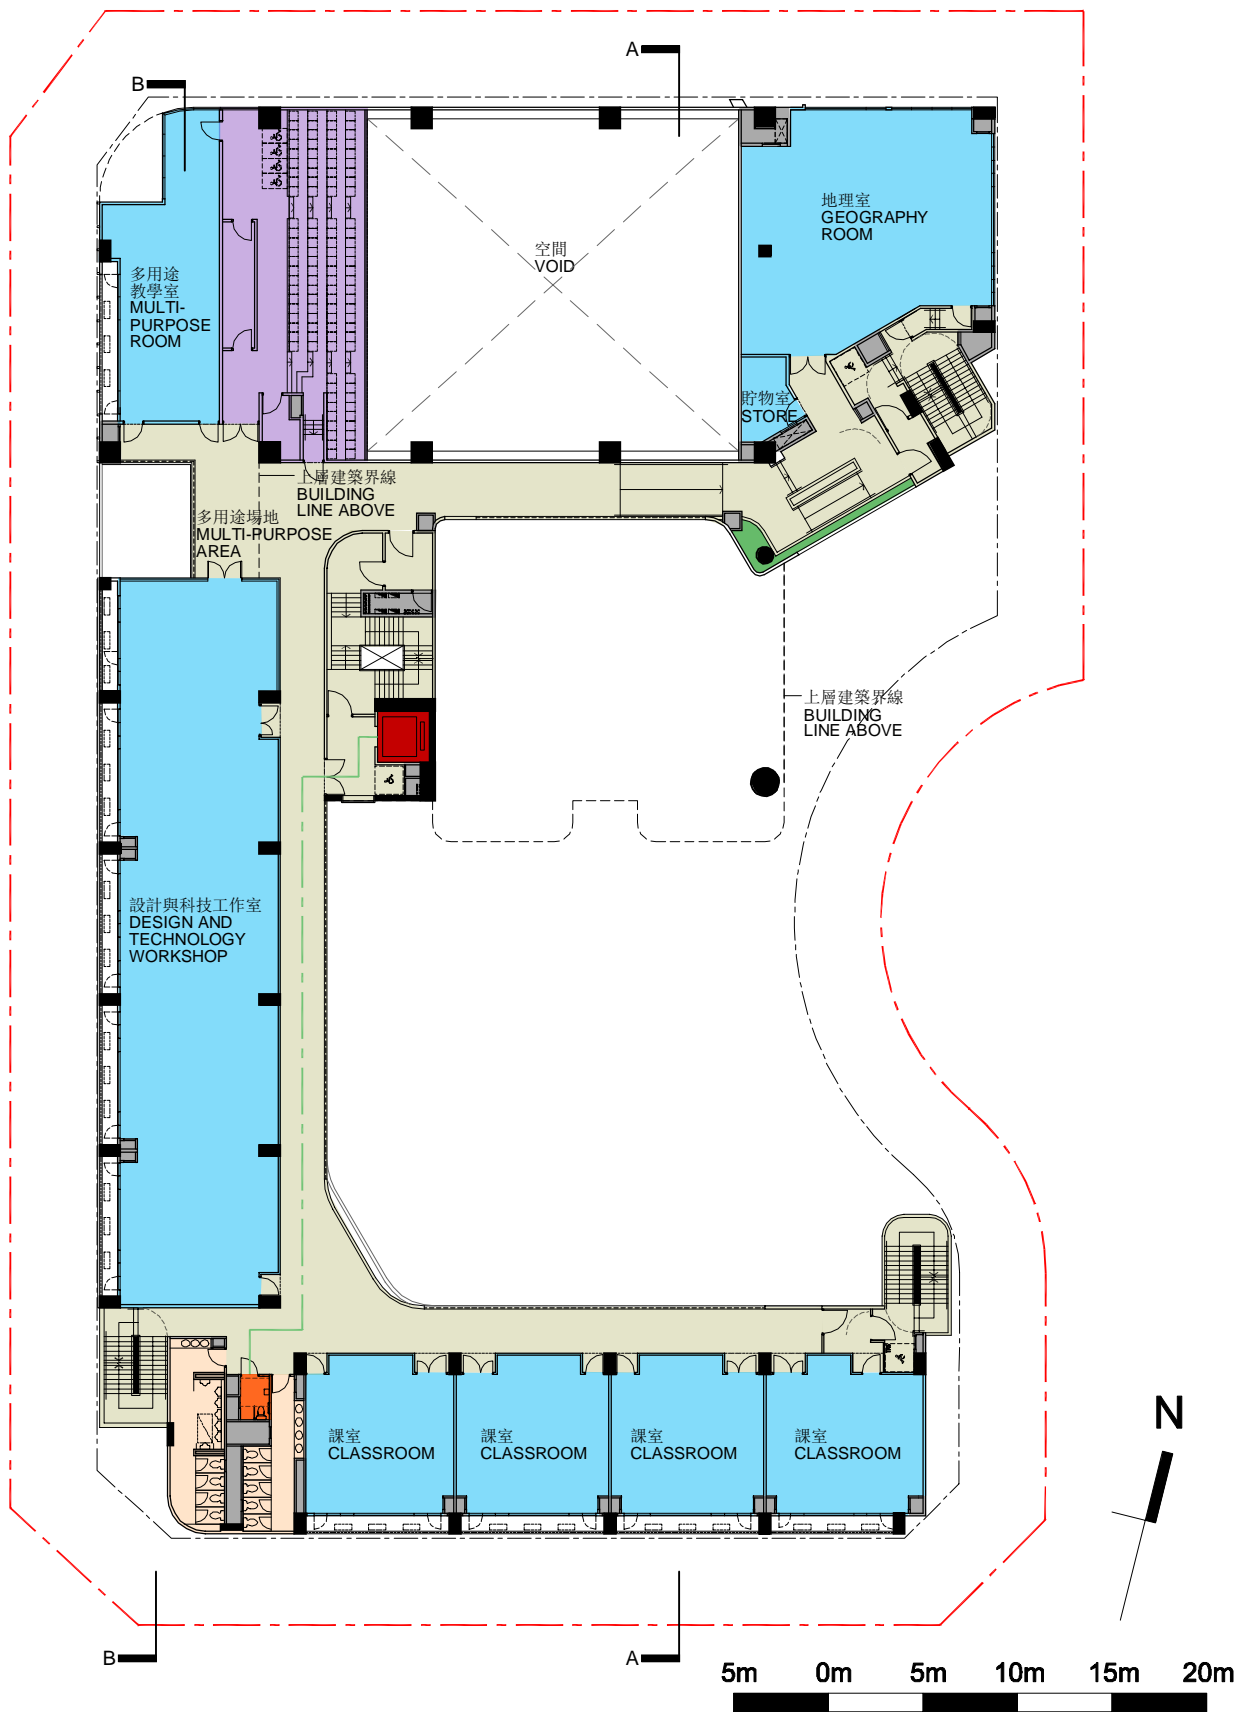 A
B
地理室
GEOGRAPHY
ROOM
空間
VOID
多用途
教學室
MULTI-
PURPOSE
ROOM
貯物室
STORE
上層建築界線
BUILDING
LINE ABOVE
多用途場地
MULTI-PURPOSE
AREA
上層建築界線
BUILDING
LINE ABOVE
設計與科技工作室
DESIGN AND
TECHNOLOGY
WORKSHOP
課室
CLASSROOM
課室
CLASSROOM
課室
CLASSROOM
課室
CLASSROOM
N
B
A
5m 0m 5m 10m 15m 20m